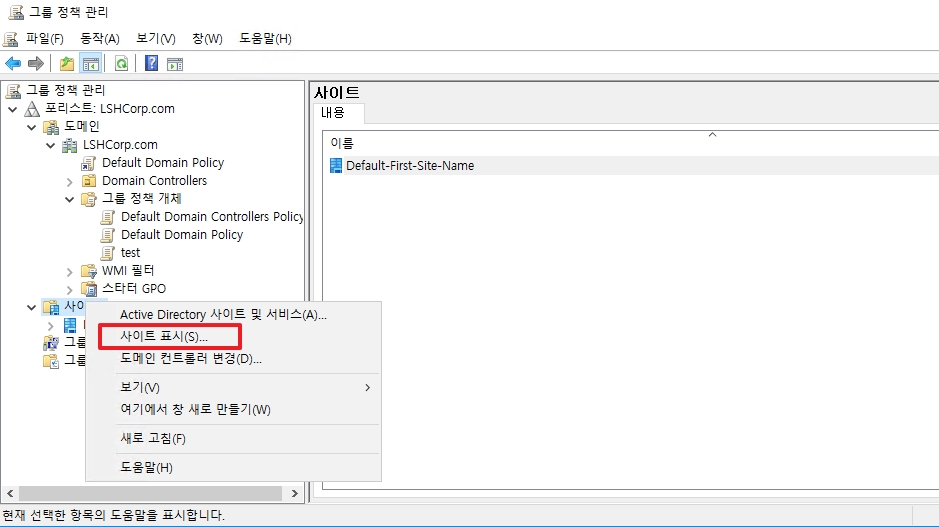 그룹 정책 관리
파일(F) 동작(A) 보기(V) 창(W) 도움말(H)
그룹 정책 관리
포리스트: LSHCorp.com
도메인
LSHCorp.com
Default Domain Policy
Domain Controllers
그룹 정책 개체
Default Domain Controllers Policy
Default Domain Policy
test
WMI 필터
스타터 GPO
사이
그룹
그룹
Active Directory 사이트 및 서비스(A)...
사이트 표시(S)...
도메인 컨트롤러 변경(D)...
보기(V)
여기에서 창 새로 만들기(W)
새로 고침(F)
도움말(H)
사이트
내용
이름
Default-First-Site-Name
현재 선택한 항목의 도움말을 표시합니다.